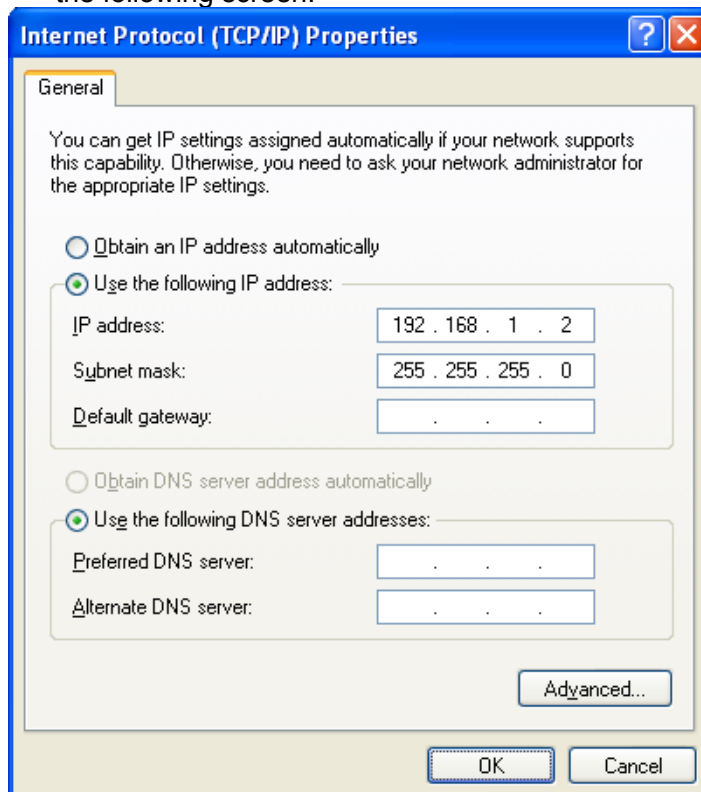 the following screen.
Internet Protocol (TCP/IP) Properties
General
You can get IP settings assigned automatically if your network supports
this capability. Otherwise, you need to ask your network administrator for
the appropriate IP settings.
Obtain an IP address automatically
Use the following IP address:
IP address: 192 . 168 . 1 . 2
Subnet mask: 255 . 255 . 255 . 0
Default gateway: . . .
Obtain DNS server address automatically
Use the following DNS server addresses:
Preferred DNS server: . . .
Alternate DNS server: . . .
Advanced...
OK Cancel